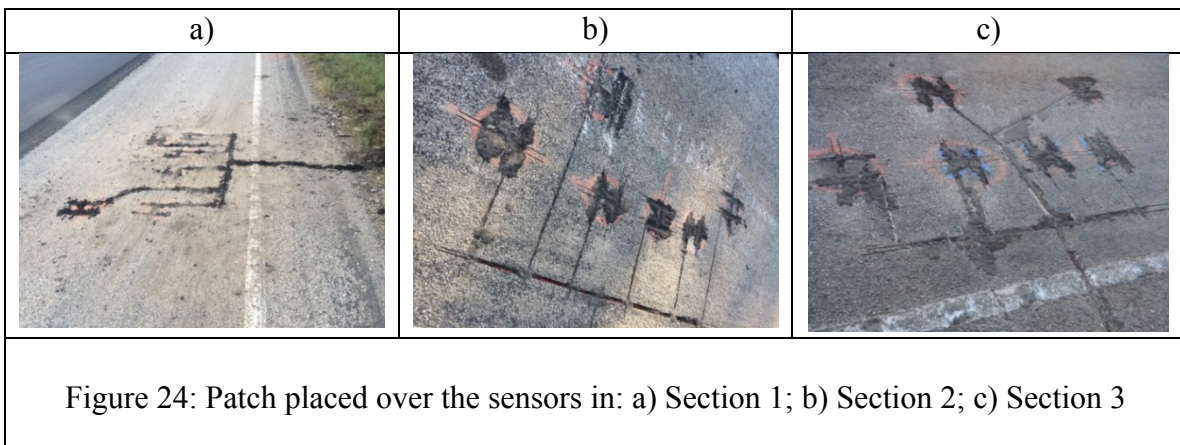 a)
b)
c)
Figure 24: Patch placed over the sensors in: a) Section 1; b) Section 2; c) Section 3